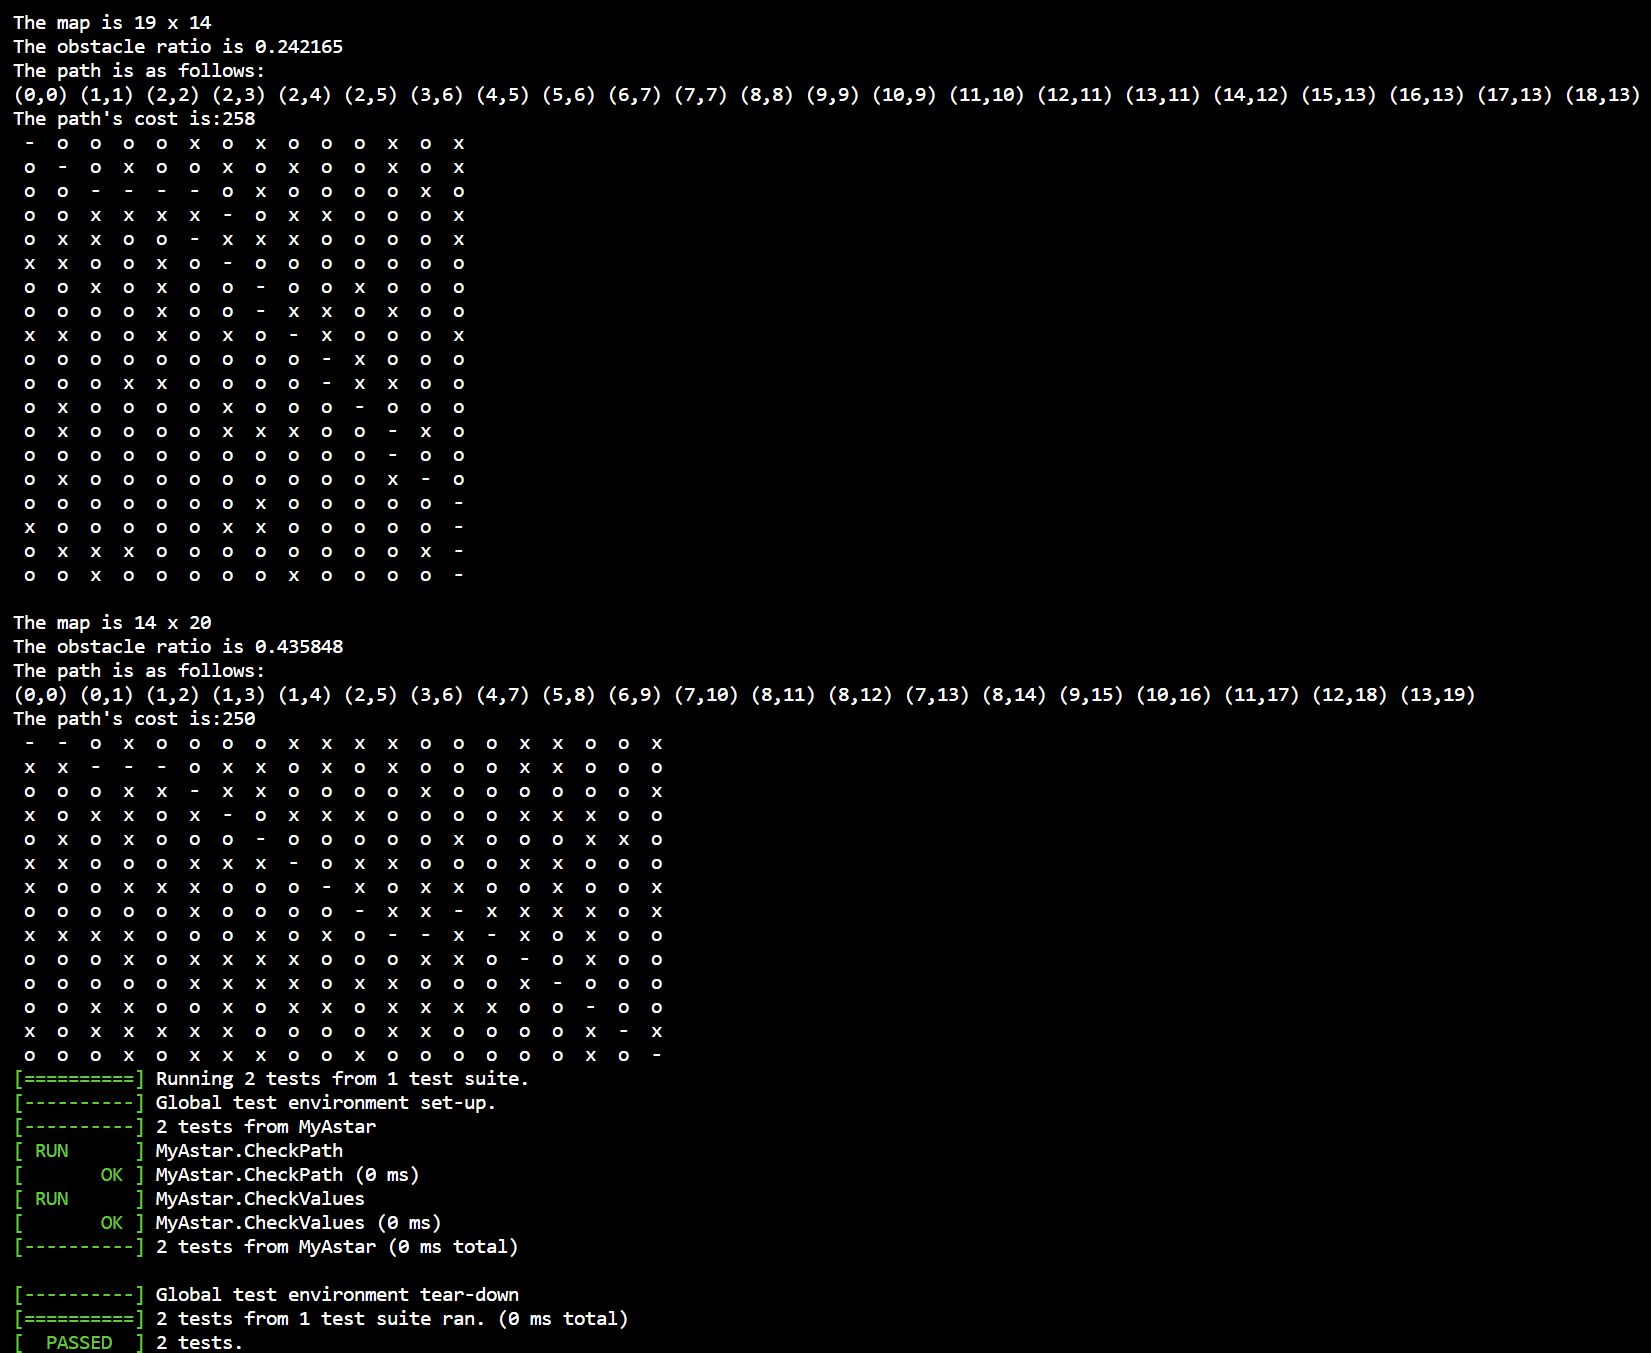 The map is 19 x 14
The obstacle ratio is 0.242165
The path is as follows:
(0,0) (1,1) (2,2) (2,3) (2,4) (2,5) (3,6) (4,5) (5,6) (6,7) (7,7) (8,8) (9,9) (10,9) (11,10) (12,11) (13,11) (14,12) (15,13) (16,13) (17,13) (18,13)
The path's cost is:258
- o o o o x o x o o o x o x
o - o x o o x o x o o x o x
o o - - - - o x o o o o x o
o o x x x x - o x x o o o x
o x x o o - x x x o o o o x
x x o o x o - o o o o o o o
o o x o x o o - o o x o o o
o o o o x o o - x x o x o o
x x o o x o x o - x o o o x
o o o o o o o o o - x o o o
o o o x x o o o o - x x o o
o x o o o o x o o o - o o o
o x o o o o x x x o o - x o
o o o o o o o o o o o - o o
o x o o o o o o o o o x - o
o o o o o o o x o o o o o -
x o o o o o x x o o o o o -
o x x x o o o o o o o o x -
o o x o o o o o x o o o o -
The map is 14 x 20
The obstacle ratio is 0.435848
The path is as follows:
(0,0) (0,1) (1,2) (1,3) (1,4) (2,5) (3,6) (4,7) (5,8) (6,9) (7,10) (8,11) (8,12) (7,13) (8,14) (9,15) (10,16) (11,17) (12,18) (13,19)
The path's cost is:250
- - o x o o o o x x x x o o o x x o o x
x x - - - o x x o x o x o o o x x o o o
o o o x x - x x o o o o x o o o o o o x
x o x x o x - o x x x o o o o x x x o o
o x o x o o o - o o o o o x o o o x x o
x x o o o x x x - o x x o o o x x o o o
x o o x x x o o o - x o x x o o x o o x
o o o o o x o o o o - x x - x x x x o x
x x x x o o o x o x o - - x - x o x o o
o o o x o x x x x o o o x x o - o x o o
o o o o o x x x x o x x o o o x - o o o
o o x x o o x o x x o x x x x o o - o o
x o x x x x x o o o o x x o o o o x - x
o o o x o x x x o o x o o o o o o x o -
[==========] Running 2 tests from 1 test suite.
[----------] Global test environment set-up.
[----------] 2 tests from MyAstar
[ RUN      ] MyAstar.CheckPath
[       OK ] MyAstar.CheckPath (0 ms)
[ RUN      ] MyAstar.CheckValues
[       OK ] MyAstar.CheckValues (0 ms)
[----------] 2 tests from MyAstar (0 ms total)
[----------] Global test environment tear-down
[==========] 2 tests from 1 test suite ran. (0 ms total)
[  PASSED  ] 2 tests.